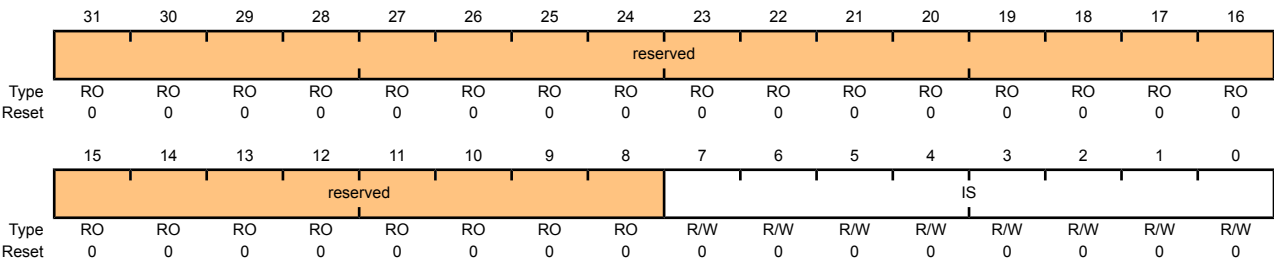 31 30 29 28 27 26 25 24 23 22 21 20 19 18 17 16
reserved
Type RO RO RO RO RO RO RO RO RO RO RO RO RO RO RO RO
Reset 0 0 0 0 0 0 0 0 0 0 0 0 0 0 0 0
15 14 13 12 11 10 9 8 7 6 5 4 3 2 1 0
reserved IS
Type RO RO RO RO RO RO RO RO R/W R/W R/W R/W R/W R/W R/W R/W
Reset 0 0 0 0 0 0 0 0 0 0 0 0 0 0 0 0